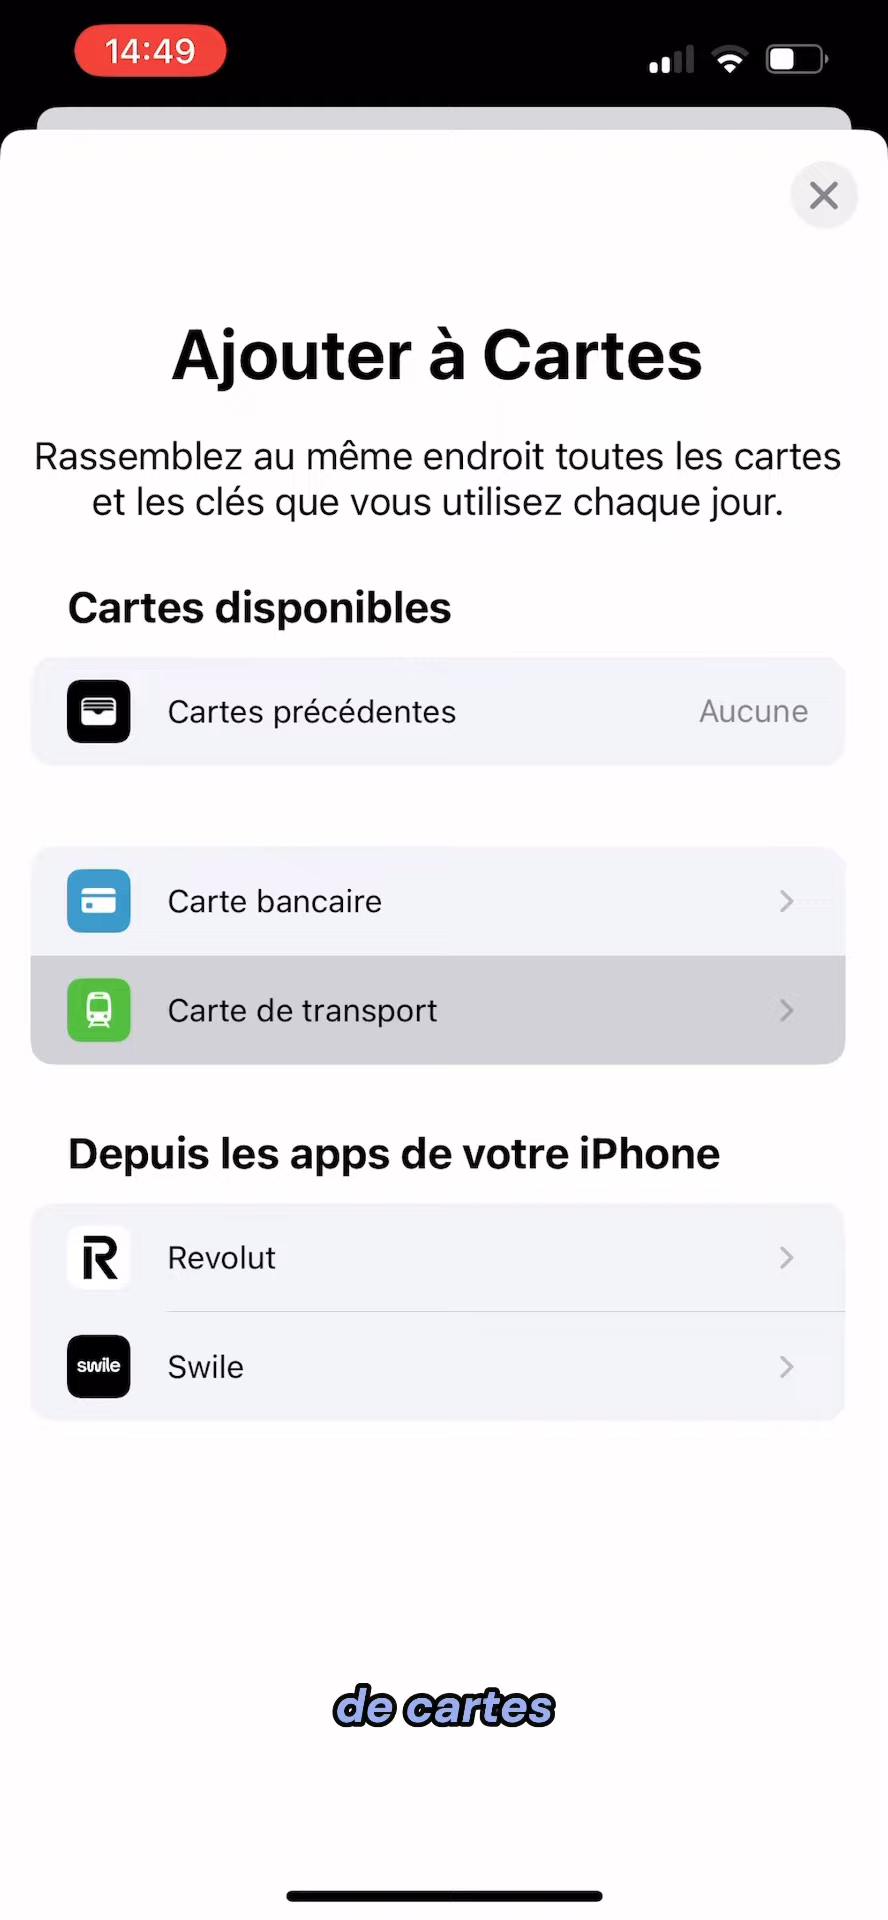 14:49
Ajouter à Cartes
Rassemblez au même endroit toutes les cartes
et les clés que vous utilisez chaque jour.
Cartes disponibles
Cartes précédentes Aucune
Carte bancaire
Carte de transport
Depuis les apps de votre iPhone
R Revolut
swile Swile
de cartes